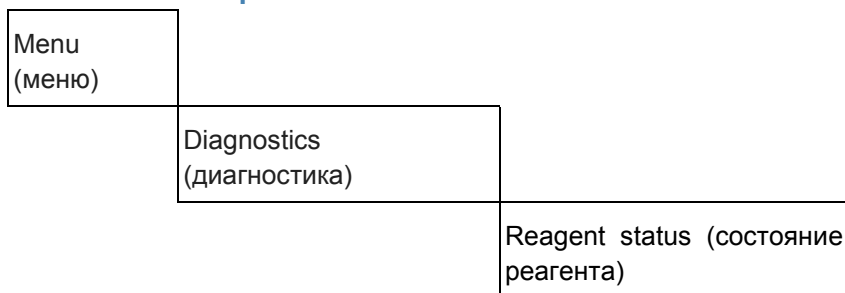 Menu
(меню)
Diagnostics
(диагностика)
Reagent status (состояние
реагента)